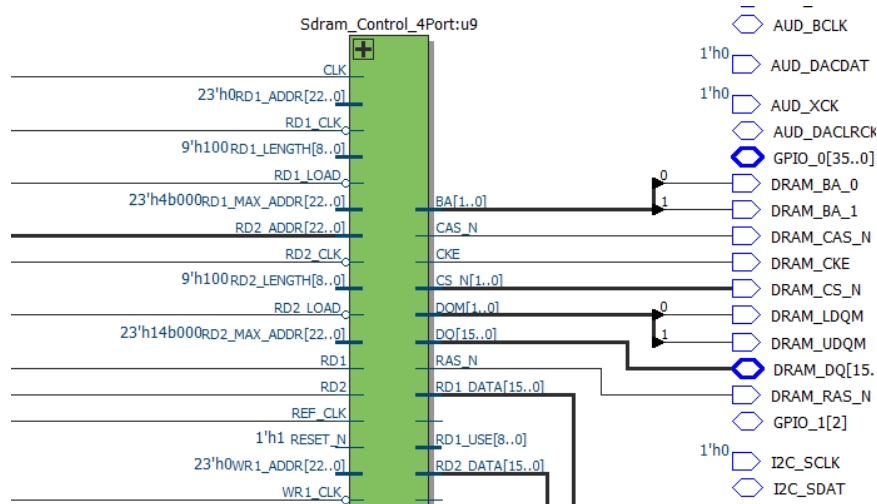 Sdram_Control_4Port:u9
CLK
23'h0 RD1_ADDR[22..0]
RD1_CLK
9'h100 RD1_LENGTH[8..0]
RD1_LOAD
23'h4b000 RD1_MAX_ADDR[22..0]
RD2_ADDR[22..0]
RD2_CLK
9'h100 RD2_LENGTH[8..0]
RD2_LOAD
23'h14b000 RD2_MAX_ADDR[22..0]
RD1
RD2
REF_CLK
1'h1 RESET_N
23'h0 WR1_ADDR[22..0]
WR1_CLK
BA[1..0]
CAS_N
CKE
CS_N[1..0]
DQM[1..0]
DQ[15..0]
RAS_N
RD1_DATA[15..0]
RD1_USE[8..0]
RD2_DATA[15..0]
0
1
0
1
AUD_BCLK
1'h0 AUD_DACDAT
1'h0 AUD_XCK
AUD_DACLRCK
GPIO_0[35..0]
DRAM_BA_0
DRAM_BA_1
DRAM_CAS_N
DRAM_CKE
DRAM_CS_N
DRAM_LDQM
DRAM_UDQM
DRAM_DQ[15.
DRAM_RAS_N
GPIO_1[2]
1'h0 I2C_SCLK
I2C_SDAT